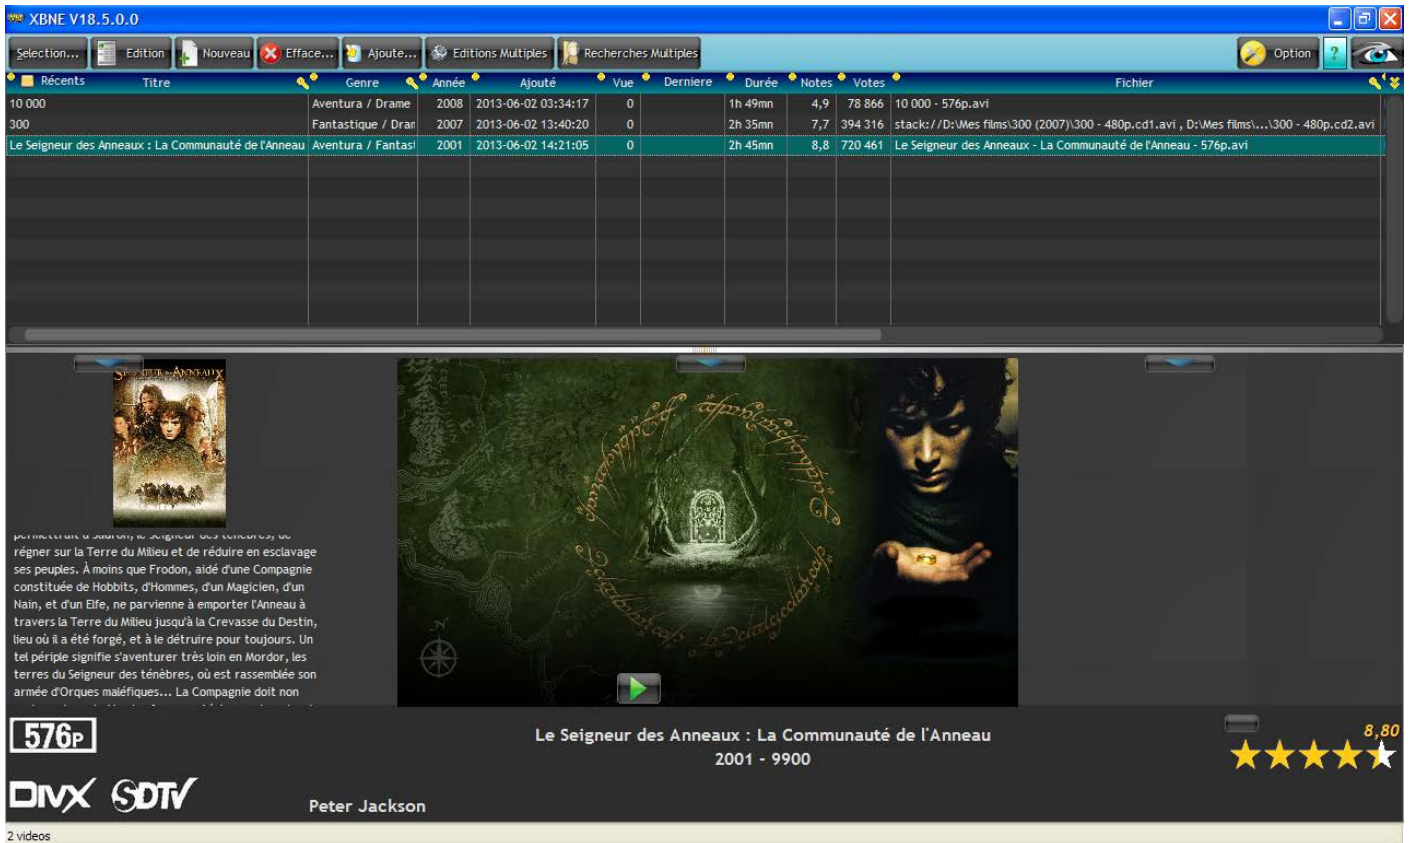 XBNE V18.5.0.0
Selection... Edition Nouveau Efface... Ajoute... Editions Multiples Recherches Multiples Option ?
Récents Titre Genre Année Ajouté Vue Derniere Durée Notes Votes Fichier
10 000 Aventura / Drame 2008 2013-06-02 03:34:17 0 1h 49mn 4,9 78 866 10 000 - 576p.avi
300 Fantastique / Dran 2007 2013-06-02 13:40:20 0 2h 35mn 7,7 394 316 stack://D:\Mes films\300 (2007)\300 - 480p.cd1.avi , D:\Mes films\...\300 - 480p.cd2.avi
Le Seigneur des Anneaux : La Communauté de l'Anneau Aventura / Fantast 2001 2013-06-02 14:21:05 0 2h 45mn 8,8 720 461 Le Seigneur des Anneaux - La Communauté de l'Anneau - 576p.avi
SEIGNEUR DES ANNEAUX
permettrait à Sauron, le Seigneur des ténèbres, de
régner sur la Terre du Milieu et de réduire en esclavage
ses peuples. À moins que Frodon, aidé d'une Compagnie
constituée de Hobbits, d'Hommes, d'un Magicien, d'un
Nain, et d'un Elfe, ne parvienne à emporter l'Anneau à
travers la Terre du Milieu jusqu'à la Crevasse du Destin,
lieu où il a été forgé, et à le détruire pour toujours. Un
tel périple signifie s'aventurer très loin en Mordor, les
terres du Seigneur des ténèbres, où est rassemblée son
armée d'Orques maléfiques... La Compagnie doit non
N
576P
Le Seigneur des Anneaux : La Communauté de l'Anneau
2001 - 9900
8,80
DIVX SDTV
Peter Jackson
2 videos